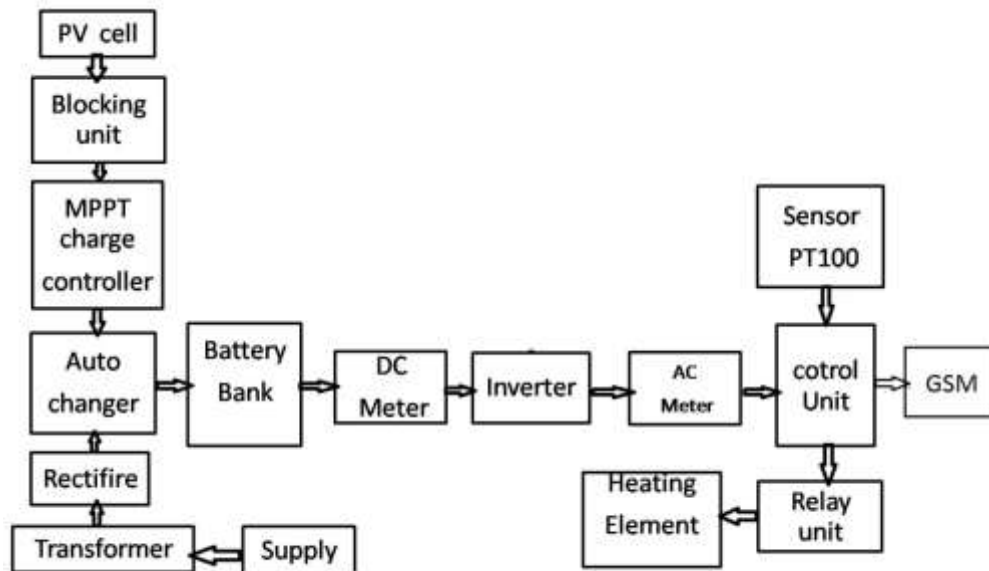 PV cell
Blocking
unit
MPPT
charge
controller
Sensor
PT100
Auto
changer
Battery
Bank
DC
Meter
Inverter
AC
Meter
cotrol
Unit
GSM
Rectifire
Heating
Element
Relay
unit
Transformer
Supply